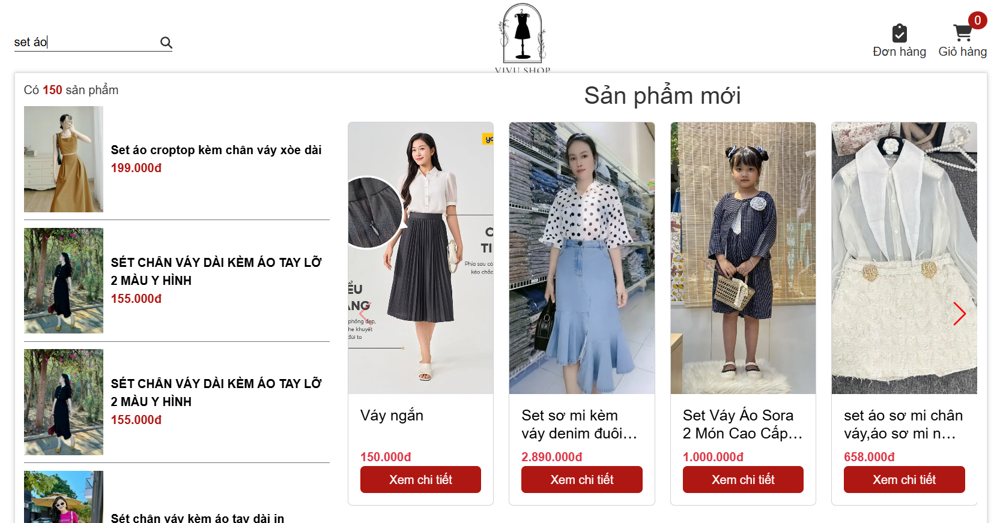 set áo
VIVU SHOP
0
Đơn hàng
Giỏ hàng
Có 150 sản phẩm
Set áo croptop kèm chân váy xòe dài
199.000đ
SÉT CHÂN VÁY DÀI KÈM ÁO TAY LỠ
2 MÀU Y HÌNH
155.000đ
SÉT CHÂN VÁY DÀI KÈM ÁO TAY LỠ
2 MÀU Y HÌNH
155.000đ
Sét chân váy kèm áo tay dài in
Sản phẩm mới
yo
C
TI
Phía sau có
kéo chắc
ỂU
ANG
phông đẹp,
he khuyết
đùi to
Váy ngắn
150.000đ
Xem chi tiết
Set sơ mi kèm
váy denim đuôi...
2.890.000đ
Xem chi tiết
Set Váy Áo Sora
2 Món Cao Cấp...
1.000.000đ
Xem chi tiết
set áo sơ mi chân
váy,áo sơ mi n...
658.000đ
Xem chi tiết